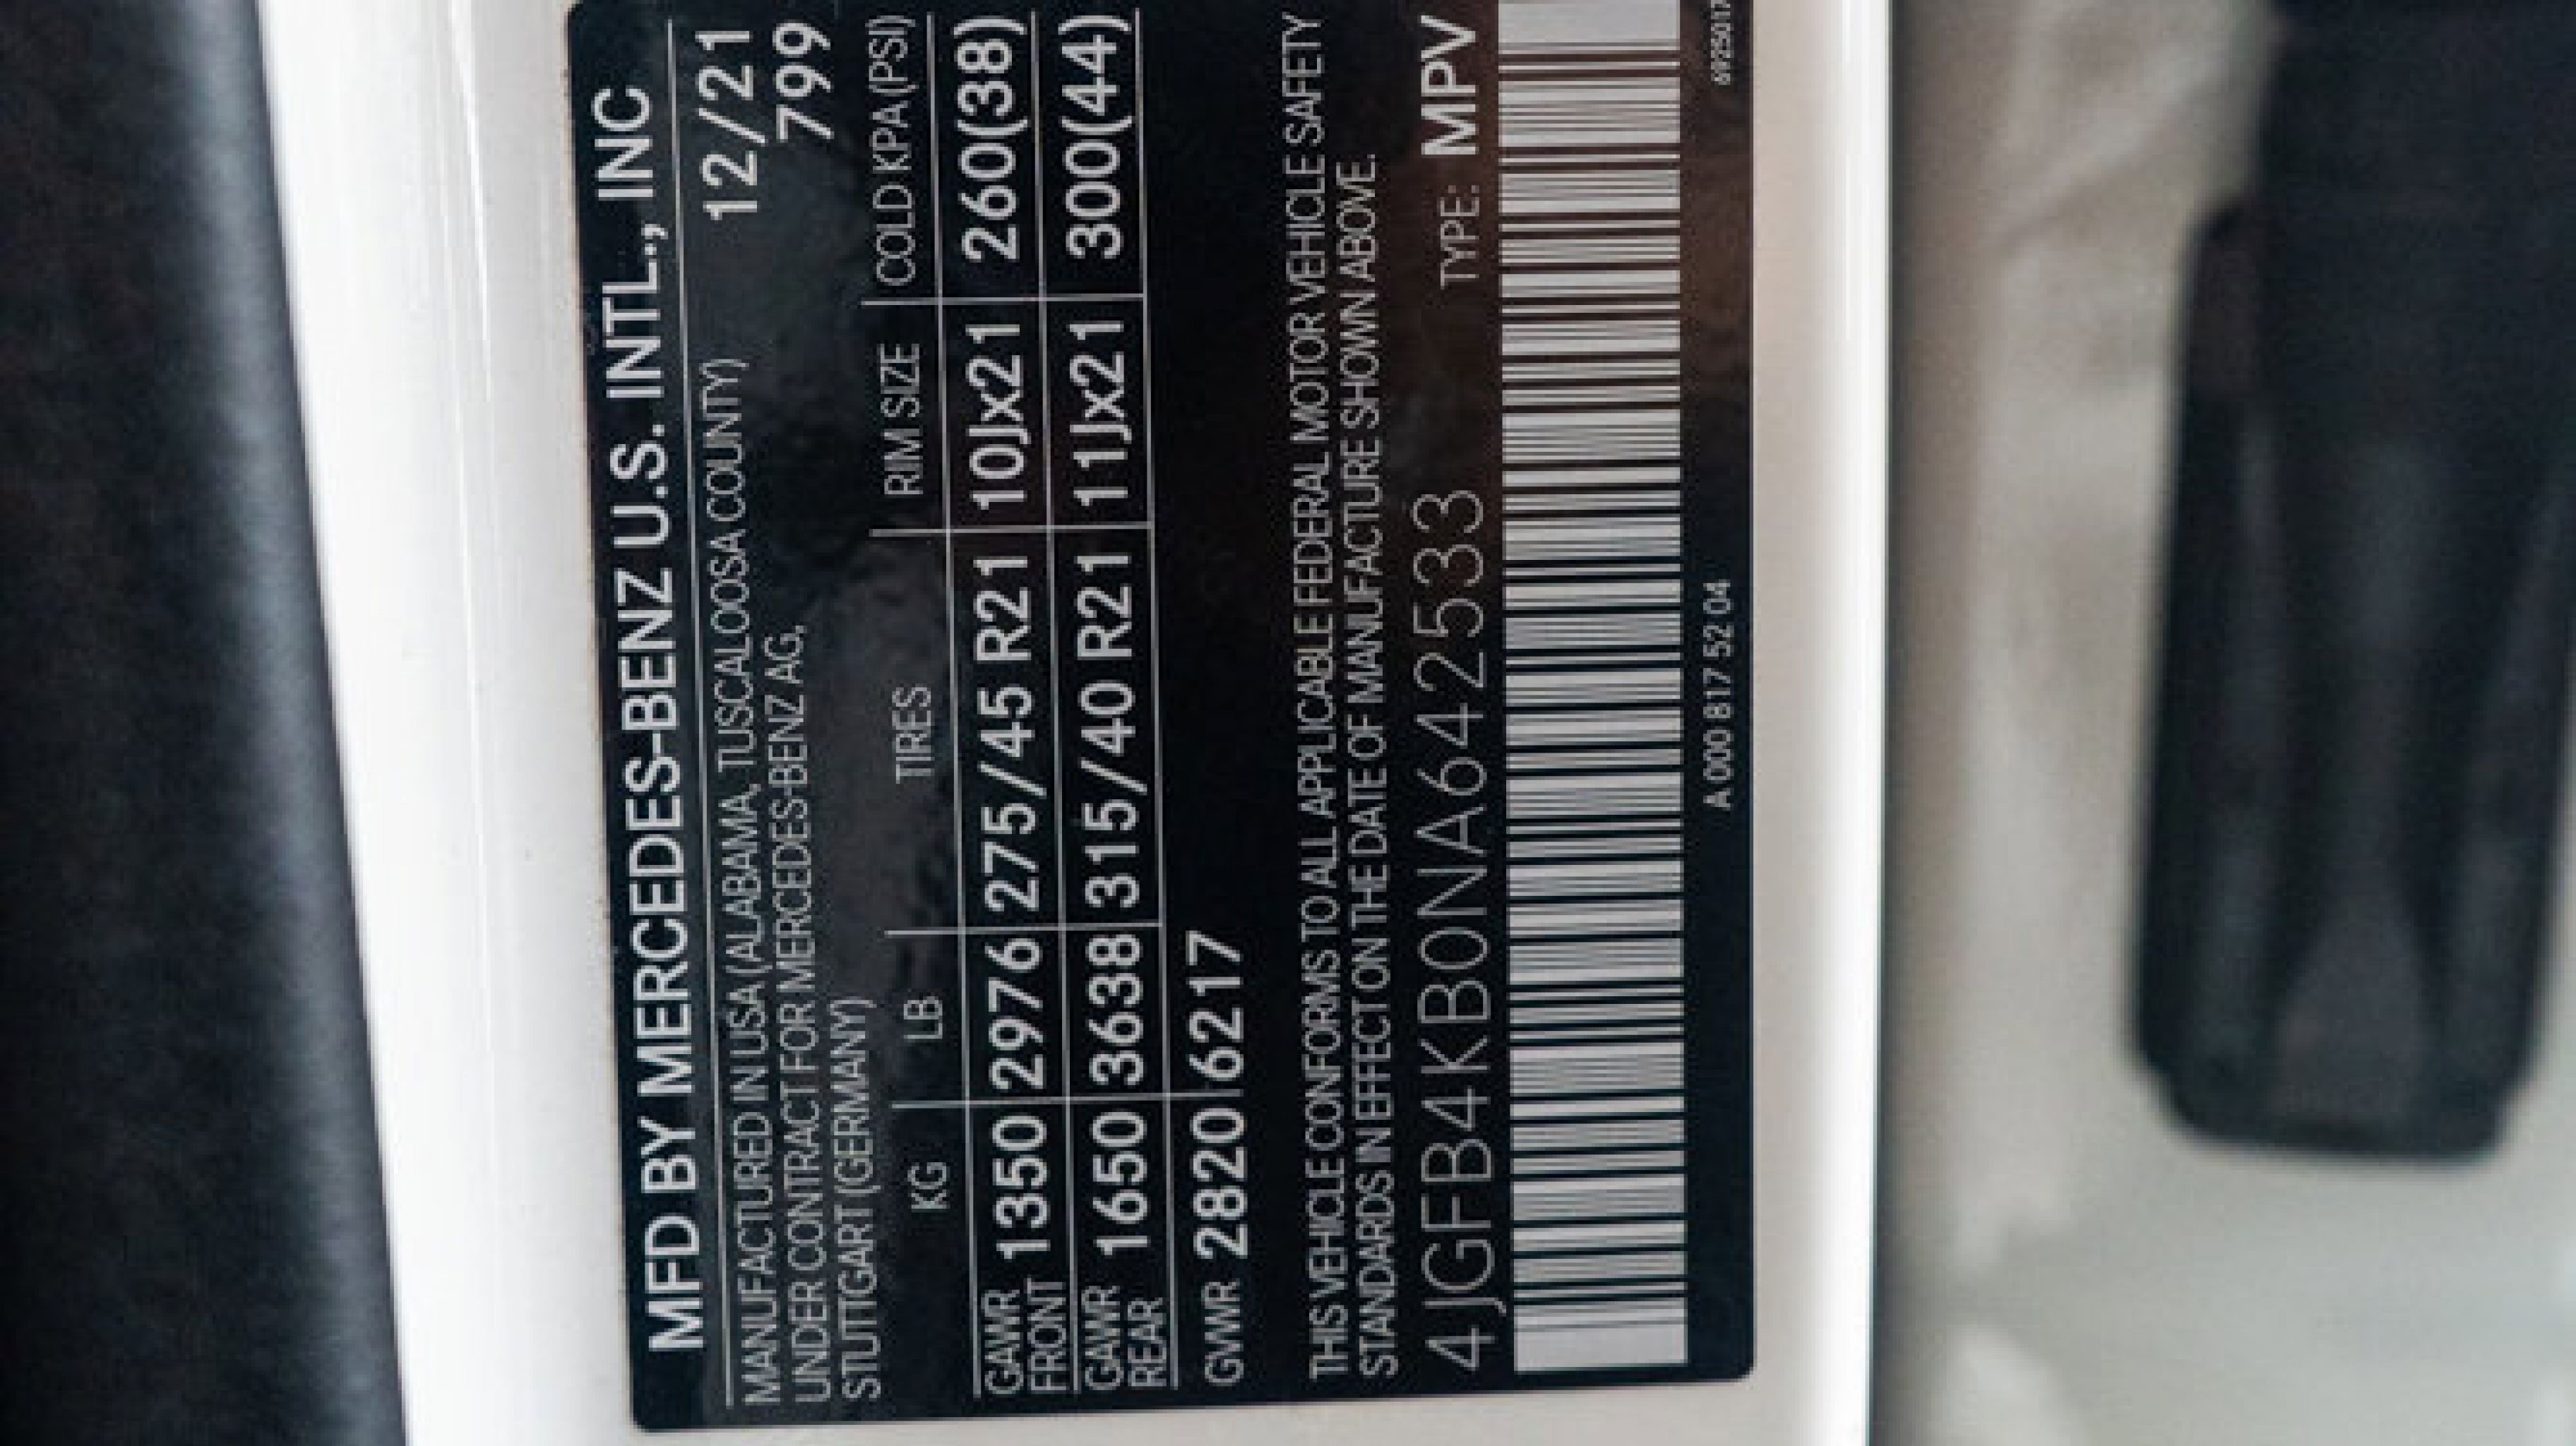 MFD BY MERCEDES-BENZ U.S. INTL., INC
MANUFACTURED IN USA (ALABAMA, TUSCALOOSA COUNTY) 12/21
UNDER CONTRACT FOR MERCEDES-BENZ AG, 799
STUTTGART (GERMANY)
KG LB TIRES RIM SIZE COLD KPA (PSI)
GAWR FRONT 1350 2976 275/45 R21 10Jx21 260(38)
GAWR REAR 1650 3638 315/40 R21 11Jx21 300(44)
GVWR 2820 6217
THIS VEHICLE CONFORMS TO ALL APPLICABLE FEDERAL MOTOR VEHICLE SAFETY
STANDARDS IN EFFECT ON THE DATE OF MANUFACTURE SHOWN ABOVE.
4JGFB4KB0NA642533 TYPE: MPV
A 000 817 52 04